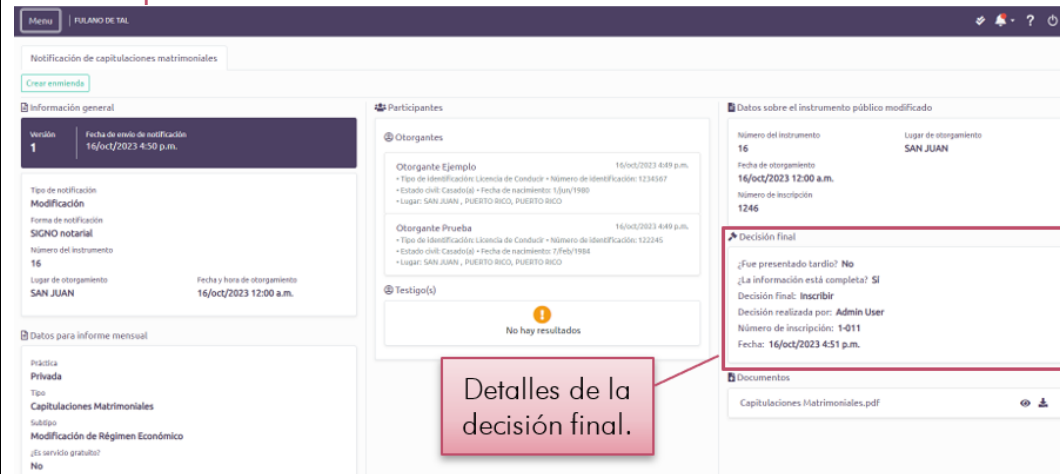 Menu
FULANO DE TAL
Notificación de capitulaciones matrimoniales
Crear enmienda
Información general
Versión
1
Fecha de envío de notificación
16/oct/2023 4:50 p.m.
Tipo de notificación
Modificación
Forma de notificación
SIGNO notarial
Número del instrumento
16
Lugar de otorgamiento
SAN JUAN
Fecha y hora de otorgamiento
16/oct/2023 12:00 a.m.
Datos para informe mensual
Práctica
Privada
Tipo
Capitulaciones Matrimoniales
Subtipo
Modificación de Régimen Económico
¿Es servicio gratuito?
No
Participantes
Otorgantes
Otorgante Ejemplo 16/oct/2023 4:49 p.m.
• Tipo de identificación: Licencia de Conducir • Número de identificación: 1234567
• Estado civil: Casado(a) • Fecha de nacimiento: 1/jun/1980
• Lugar: SAN JUAN , PUERTO RICO, PUERTO RICO
Otorgante Prueba 16/oct/2023 4:49 p.m.
• Tipo de identificación: Licencia de Conducir • Número de identificación: 122245
• Estado civil: Casado(a) • Fecha de nacimiento: 7/feb/1984
• Lugar: SAN JUAN , PUERTO RICO, PUERTO RICO
Testigo(s)
No hay resultados
Detalles de la
decisión final.
Datos sobre el instrumento público modificado
Número del instrumento
16
Lugar de otorgamiento
SAN JUAN
Fecha de otorgamiento
16/oct/2023 12:00 a.m.
Número de inscripción
1246
Decisión final
¿Fue presentado tardío? No
¿La información está completa? Sí
Decisión final: Inscribir
Decisión realizada por: Admin User
Número de inscripción: 1-011
Fecha: 16/oct/2023 4:51 p.m.
Documentos
Capitulaciones Matrimoniales.pdf